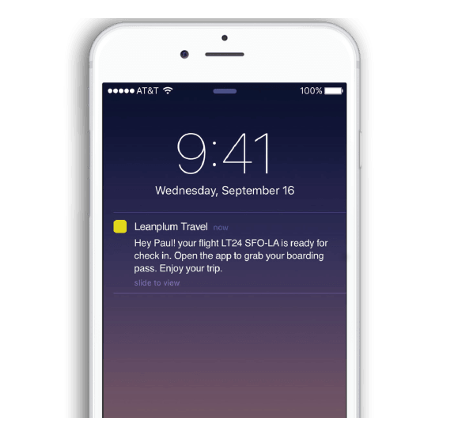 AT&T 100%
9:41
Wednesday, September 16
Leanplum Travel now
Hey Paul! your flight LT24 SFO-LA is ready for
check in. Open the app to grab your boarding
pass. Enjoy your trip.
slide to view